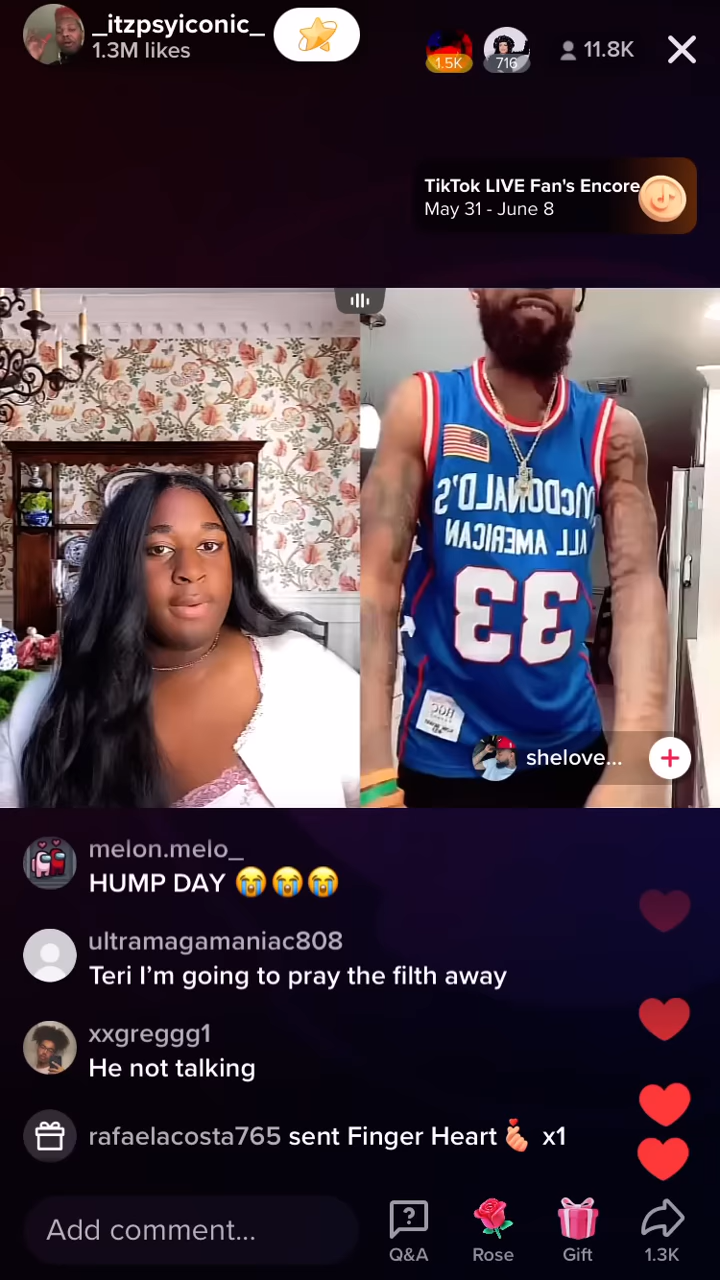 _itzpsyiconic_
1.3M likes
1.5K
716
11.8K
TikTok LIVE Fan's Encore
May 31 - June 8
McDONALD'S
ALL AMERICAN
33
shelove...
melon.melo_
HUMP DAY 😭😭😭
ultramagamaniac808
Teri I'm going to pray the filth away
xxgreggg1
He not talking
rafaelacosta765 sent Finger Heart x1
Add comment...
Q&A
Rose
Gift
1.3K